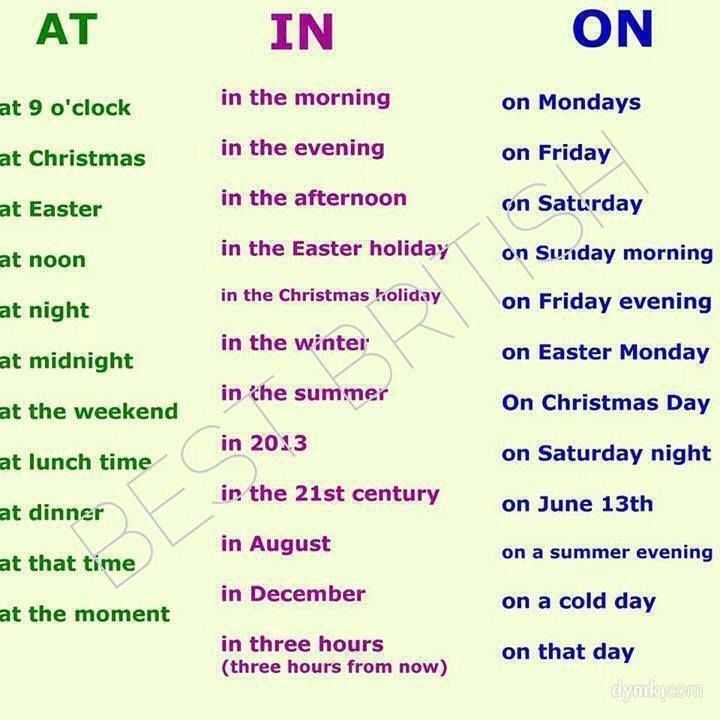 AT
at 9 o'clock
at Christmas
at Easter
at noon
at night
at midnight
at the weekend
at lunch time
at dinner
at that time
at the moment
IN
in the morning
in the evening
in the afternoon
in the Easter holiday
in the Christmas holiday
in the winter
in the summer
in 2013
in the 21st century
in August
in December
in three hours
(three hours from now)
ON
on Mondays
on Friday
on Saturday
on Sunday morning
on Friday evening
on Easter Monday
On Christmas Day
on Saturday night
on June 13th
on a summer evening
on a cold day
on that day
BEST BRITISH
dymk.com